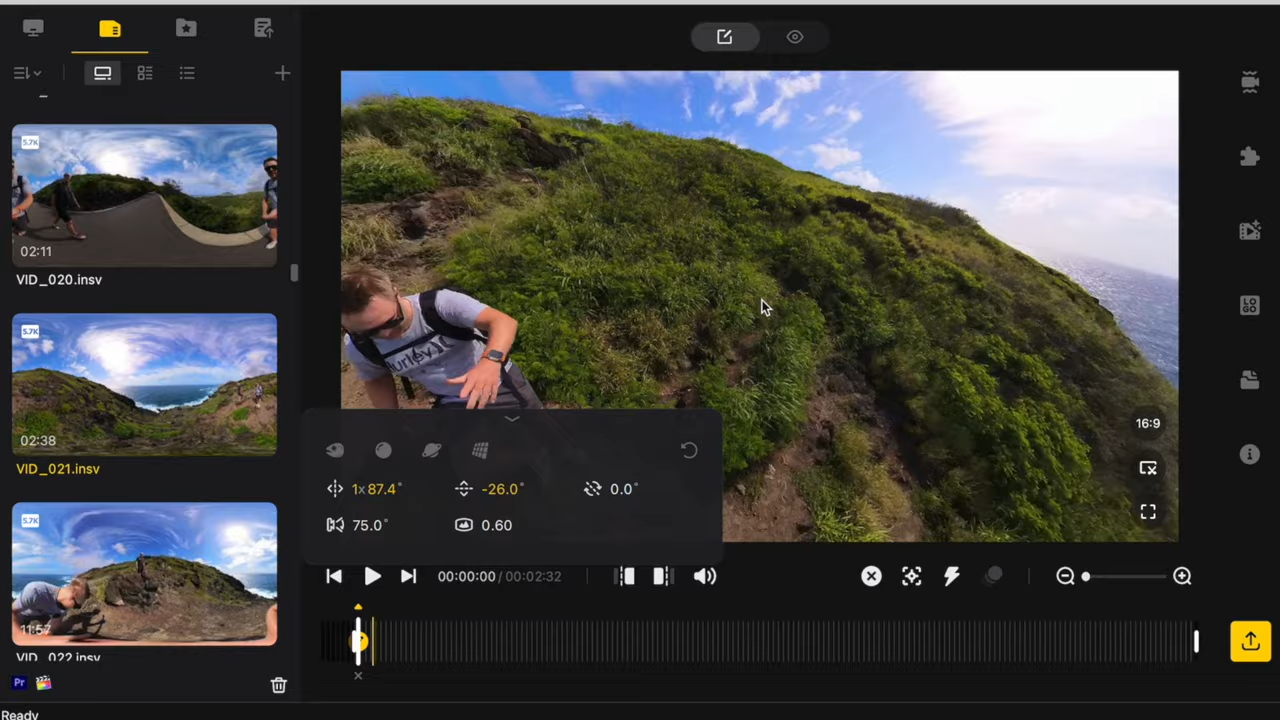 5.7K
02:11
VID_020.insv
5.7K
02:38
VID_021.insv
5.7K
11:57
VID_022.insv
Pr
Ready
Hurley
16:9
1x87.4°
-26.0°
0.0°
75.0°
0.60
00:00:00 / 00:02:32
LOGO